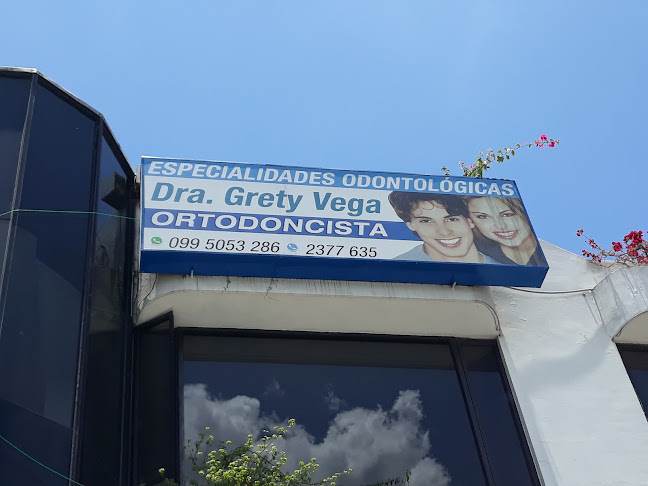 ESPECIALIDADES ODONTOLÓGICAS
Dra. Grety Vega
ORTODONCISTA
099 5053 286 2377 635